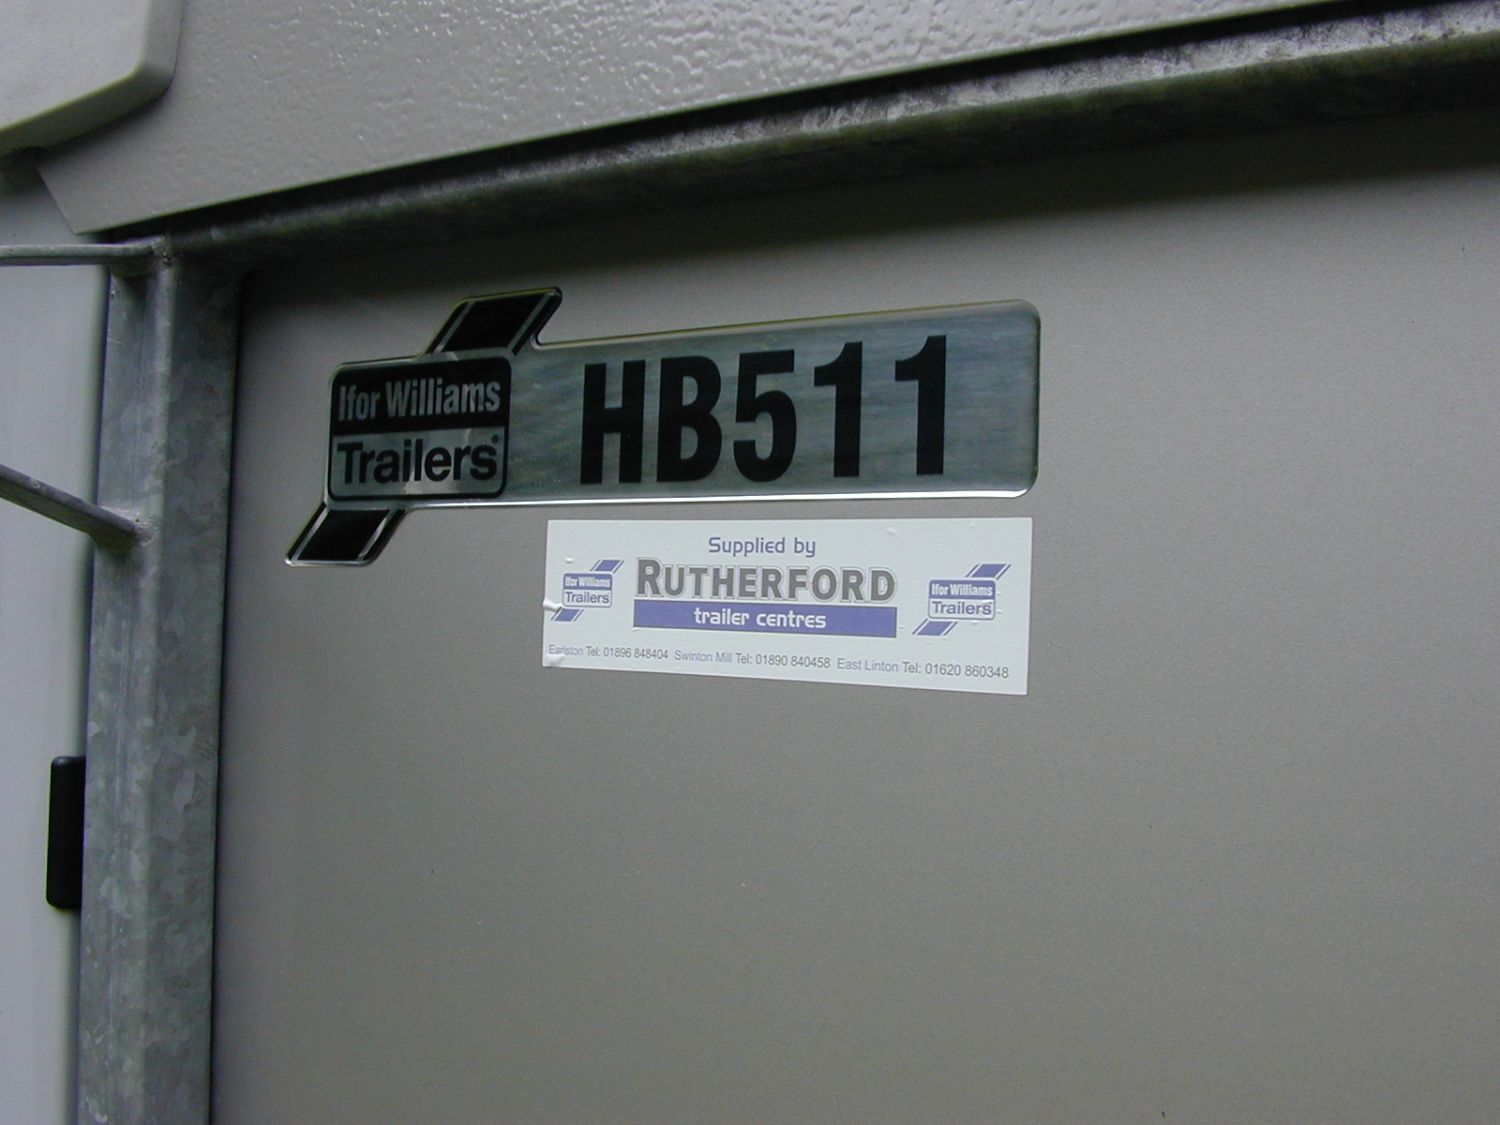 Ifor Williams
Trailers®
HB511
Supplied by
RUTHERFORD
trailer centres
Ifor Williams
Trailers
Ifor Williams
Trailers
Earlston Tel: 01896 848404 Swinton Mill Tel: 01890 840458 East Linton Tel: 01620 860348